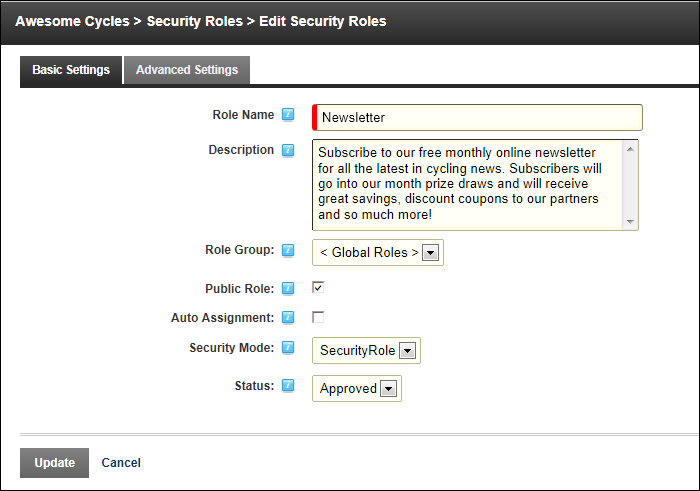 Awesome Cycles > Security Roles > Edit Security Roles
Basic Settings Advanced Settings
Role Name Newsletter
Description Subscribe to our free monthly online newsletter
for all the latest in cycling news. Subscribers will
go into our month prize draws and will receive
great savings, discount coupons to our partners
and so much more!
Role Group: < Global Roles >
Public Role:
Auto Assignment:
Security Mode: SecurityRole
Status: Approved
Update Cancel